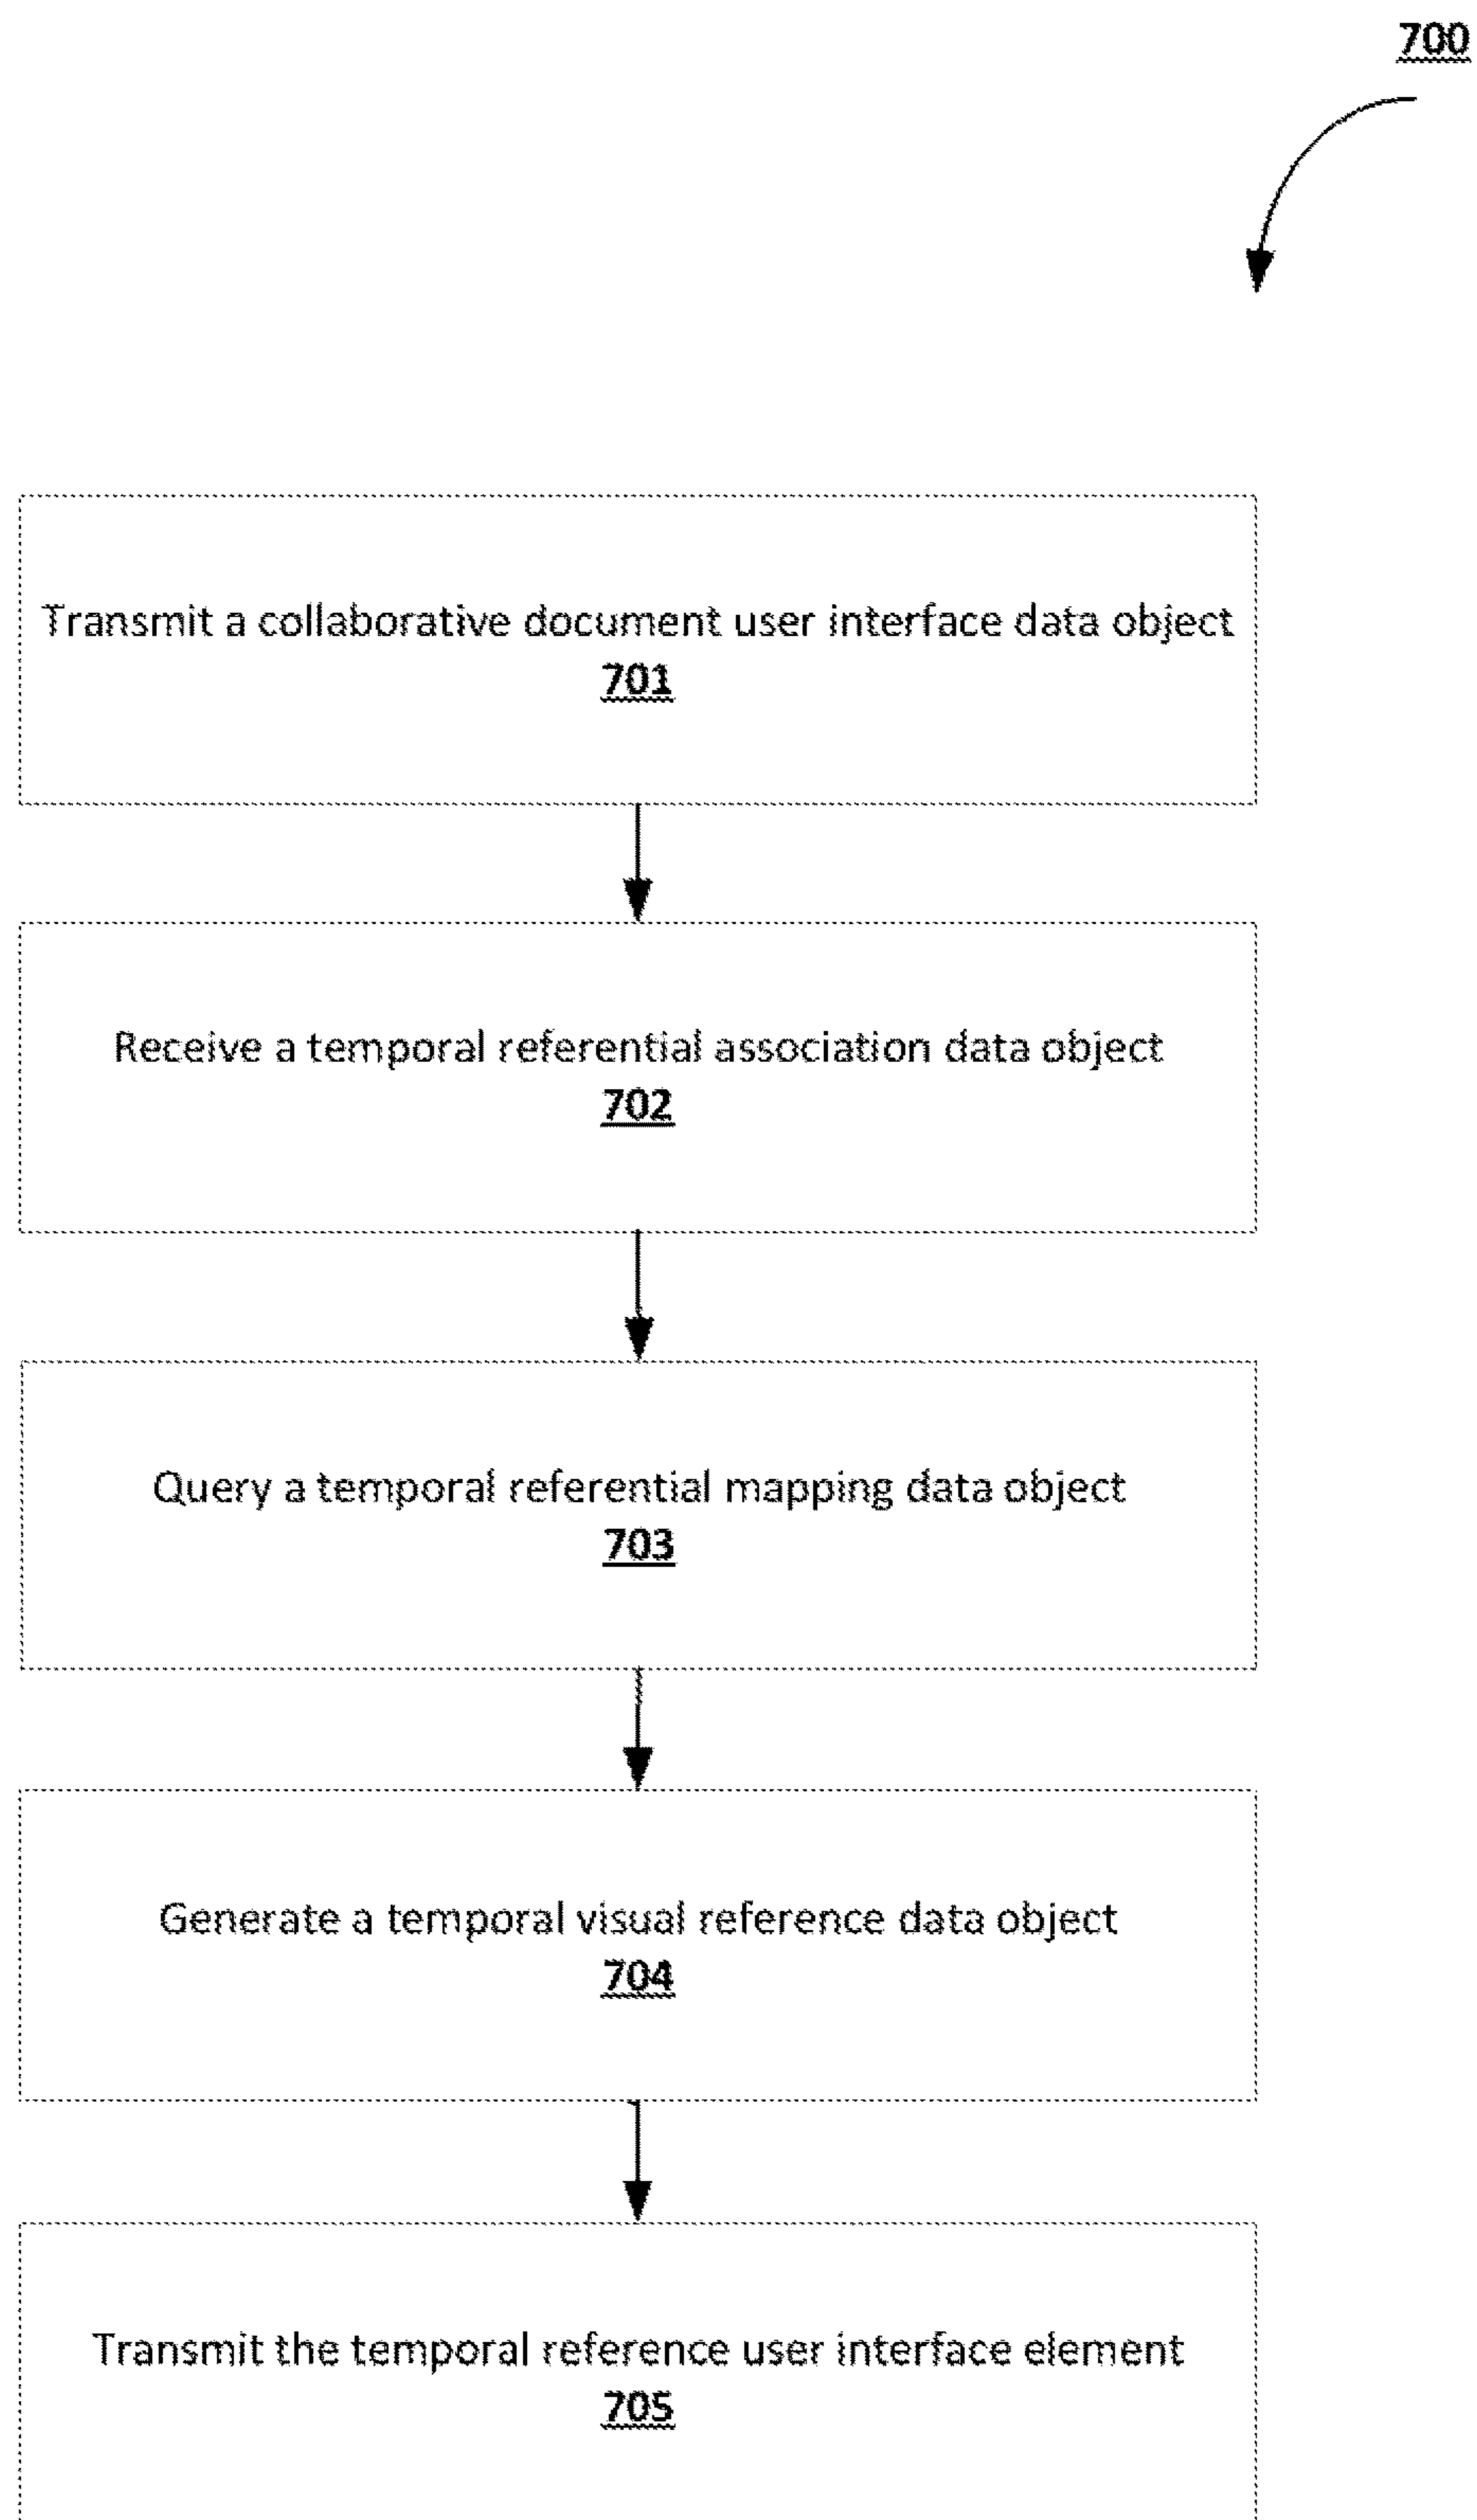 700
Transmit a collaborative document user interface data object
701
Receive a temporal referential association data object
702
Query a temporal referential mapping data object
703
Generate a temporal visual reference data object
704
Transmit the temporal reference user interface element
705